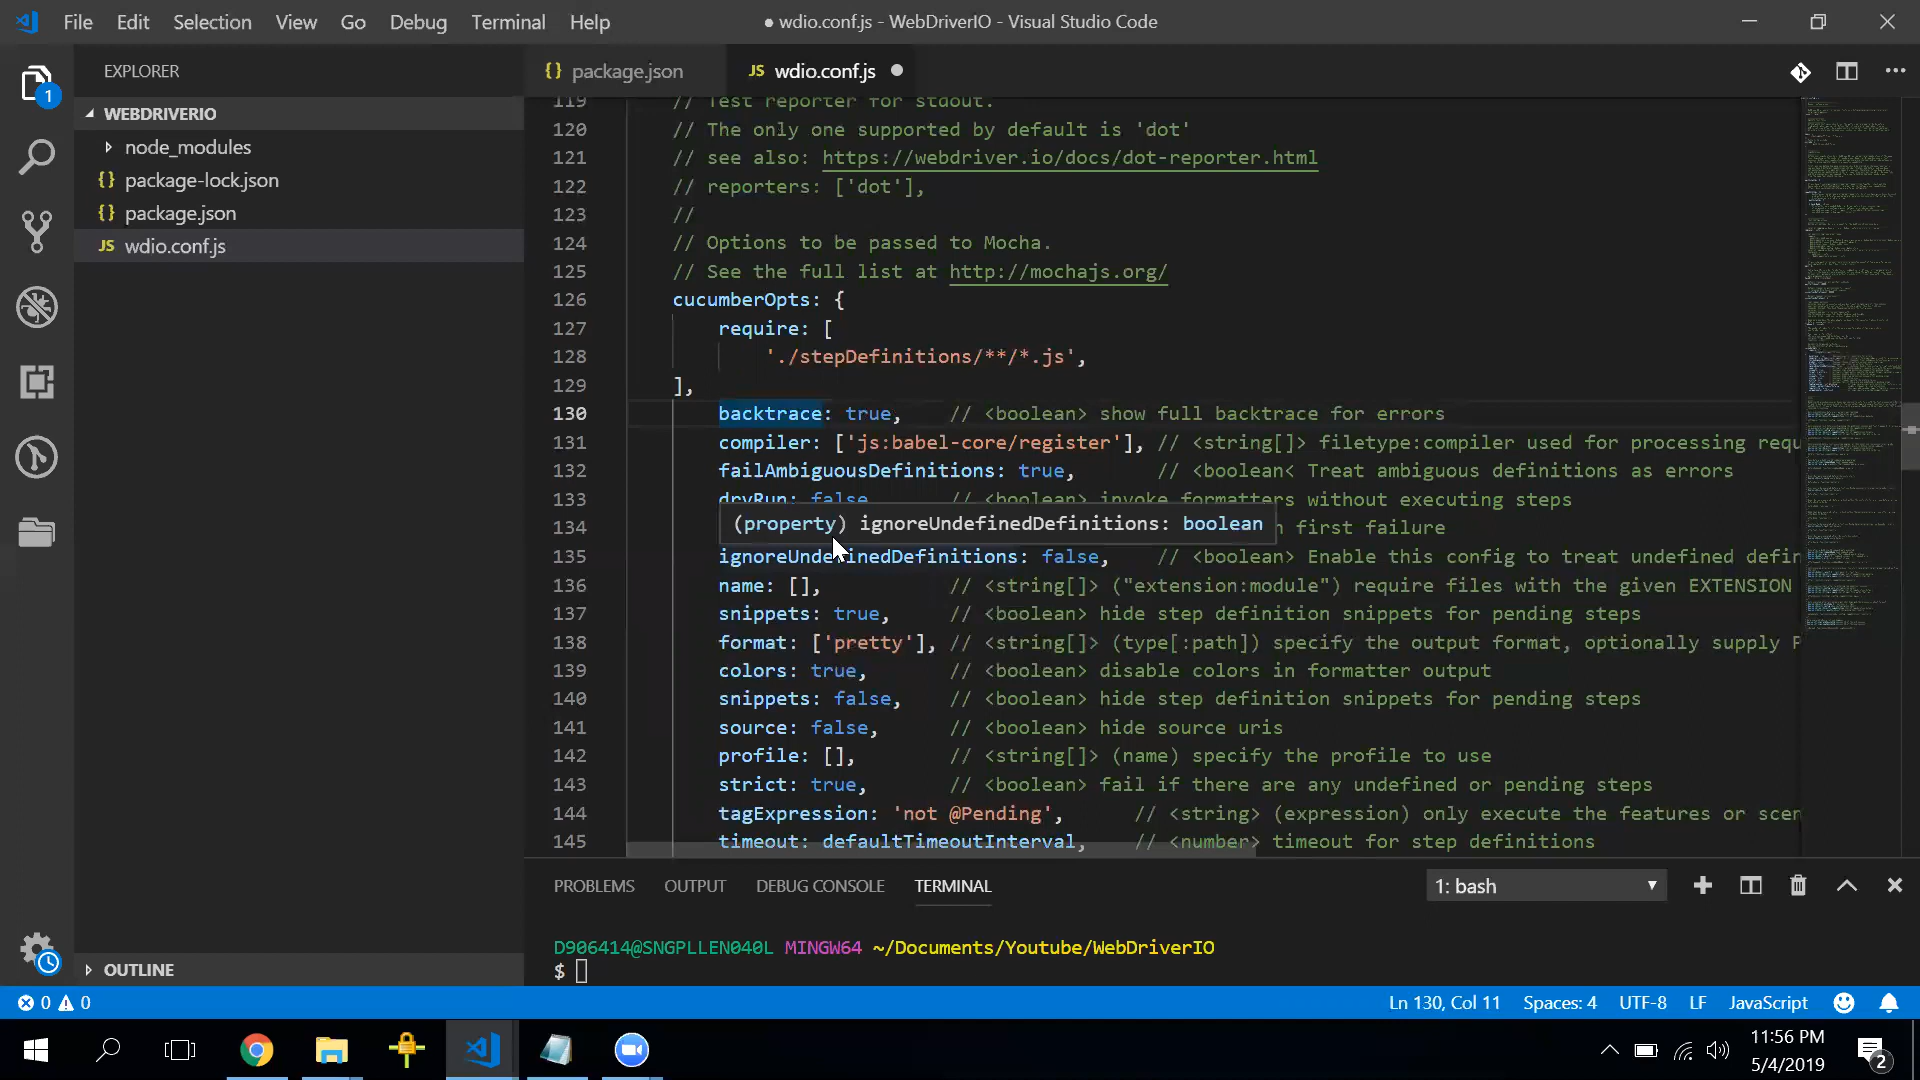 File Edit Selection View Go Debug Terminal Help
● wdio.conf.js - WebDriverIO - Visual Studio Code
EXPLORER
1
WEBDRIVERIO
node_modules
{} package-lock.json
{} package.json
JS wdio.conf.js
OUTLINE
{} package.json
JS wdio.conf.js ●
119 // Test reporter for stdout.
120 // The only one supported by default is 'dot'
121 // see also: https://webdriver.io/docs/dot-reporter.html
122 // reporters: ['dot'],
123 //
124 // Options to be passed to Mocha.
125 // See the full list at http://mochajs.org/
126 cucumberOpts: {
127 require: [
128 './stepDefinitions/**/*.js',
129 ],
130 backtrace: true, // <boolean> show full backtrace for errors
131 compiler: ['js:babel-core/register'], // <string[]> filetype:compiler used for processing requ
132 failAmbiguousDefinitions: true, // <boolean< Treat ambiguous definitions as errors
133 dryRun: false // <boolean> invoke formatters without executing steps
134 n first failure
(property) ignoreUndefinedDefinitions: boolean
135 ignoreUndefinedDefinitions: false, // <boolean> Enable this config to treat undefined defin
136 name: [], // <string[]> ("extension:module") require files with the given EXTENSION
137 snippets: true, // <boolean> hide step definition snippets for pending steps
138 format: ['pretty'], // <string[]> (type[:path]) specify the output format, optionally supply P
139 colors: true, // <boolean> disable colors in formatter output
140 snippets: false, // <boolean> hide step definition snippets for pending steps
141 source: false, // <boolean> hide source uris
142 profile: [], // <string[]> (name) specify the profile to use
143 strict: true, // <boolean> fail if there are any undefined or pending steps
144 tagExpression: 'not @Pending', // <string> (expression) only execute the features or scen
145 timeout: defaultTimeoutInterval, // <number> timeout for step definitions
PROBLEMS OUTPUT DEBUG CONSOLE TERMINAL
1: bash
D906414@SNGPLLEN040L MINGW64 ~/Documents/Youtube/WebDriverIO
$
0 0
Ln 130, Col 11 Spaces: 4 UTF-8 LF JavaScript
11:56 PM
5/4/2019
2